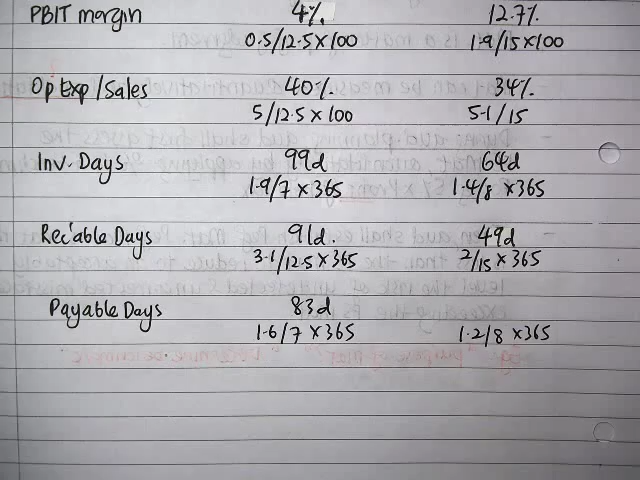 PBIT margin 4% 12.7%
0.5/12.5 x 100 1.9/15 x 100
Op Exp/Sales 40% 34%
5/12.5 x 100 5.1/15
Inv. Days 99d 64d
1.9/7 x 365 1.4/8 x 365
Rec'able Days 91d. 49d
3.1/12.5 x 365 2/15 x 365
Payable Days 83d
1.6/7 x 365 1.2/8 x 365